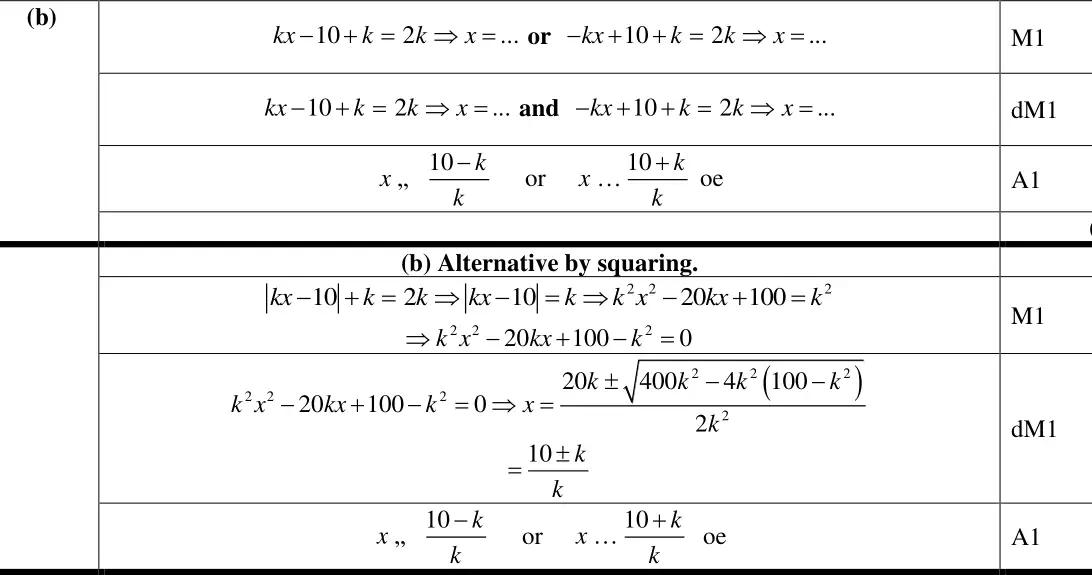 (b)
kx − 10 + k = 2k ⇒ x = ... or −kx + 10 + k = 2k ⇒ x = ... M1
kx − 10 + k = 2k ⇒ x = ... and −kx + 10 + k = 2k ⇒ x = ... dM1
x „ (10 − k)/k or x … (10 + k)/k oe A1
(
(b) Alternative by squaring.
|kx − 10| + k = 2k ⇒ |kx − 10| = k ⇒ k²x² − 20kx + 100 = k²
⇒ k²x² − 20kx + 100 − k² = 0 M1
k²x² − 20kx + 100 − k² = 0 ⇒ x = (20k ± √(400k² − 4k²(100 − k²)))/(2k²)
= (10 ± k)/k dM1
x „ (10 − k)/k or x … (10 + k)/k oe A1